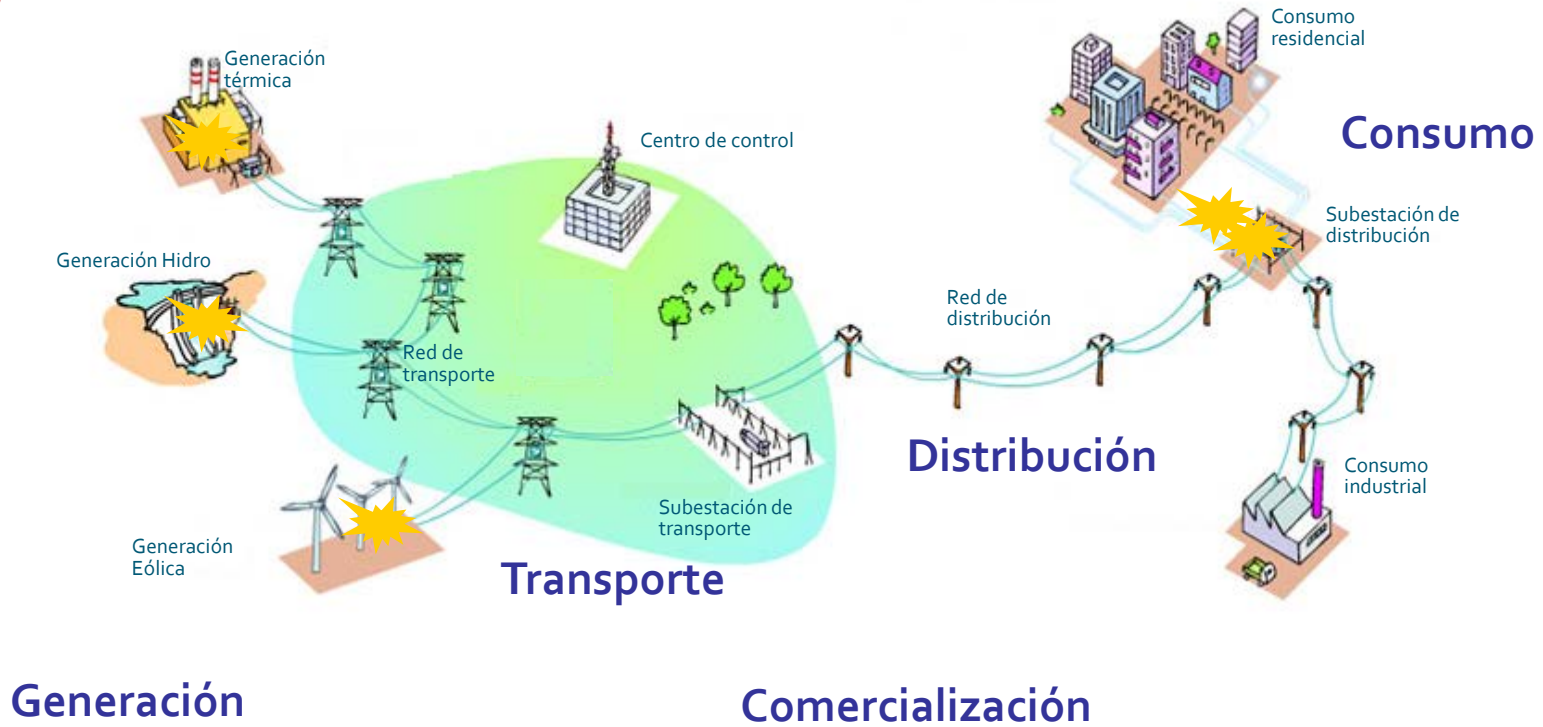 Consumo
residencial
Generación
térmica
Centro de control
Consumo
Subestación de
distribución
Generación Hidro
Red de
distribución
Red de
transporte
Distribución
Consumo
industrial
Subestación de
transporte
Generación
Eólica
Transporte
Generación
Comercialización